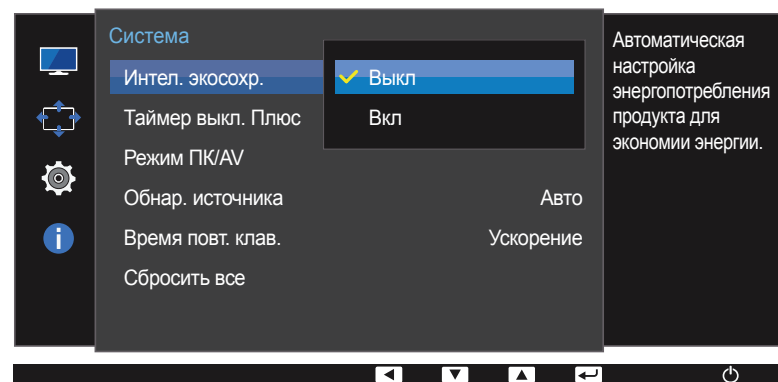 Система
Интел. экосохр.
Выкл
Таймер выкл. Плюс
Вкл
Режим ПК/AV
Обнар. источника
Авто
Время повт. клав.
Ускорение
Сбросить все
Автоматическая
настройка
энергопотребления
продукта для
экономии энергии.